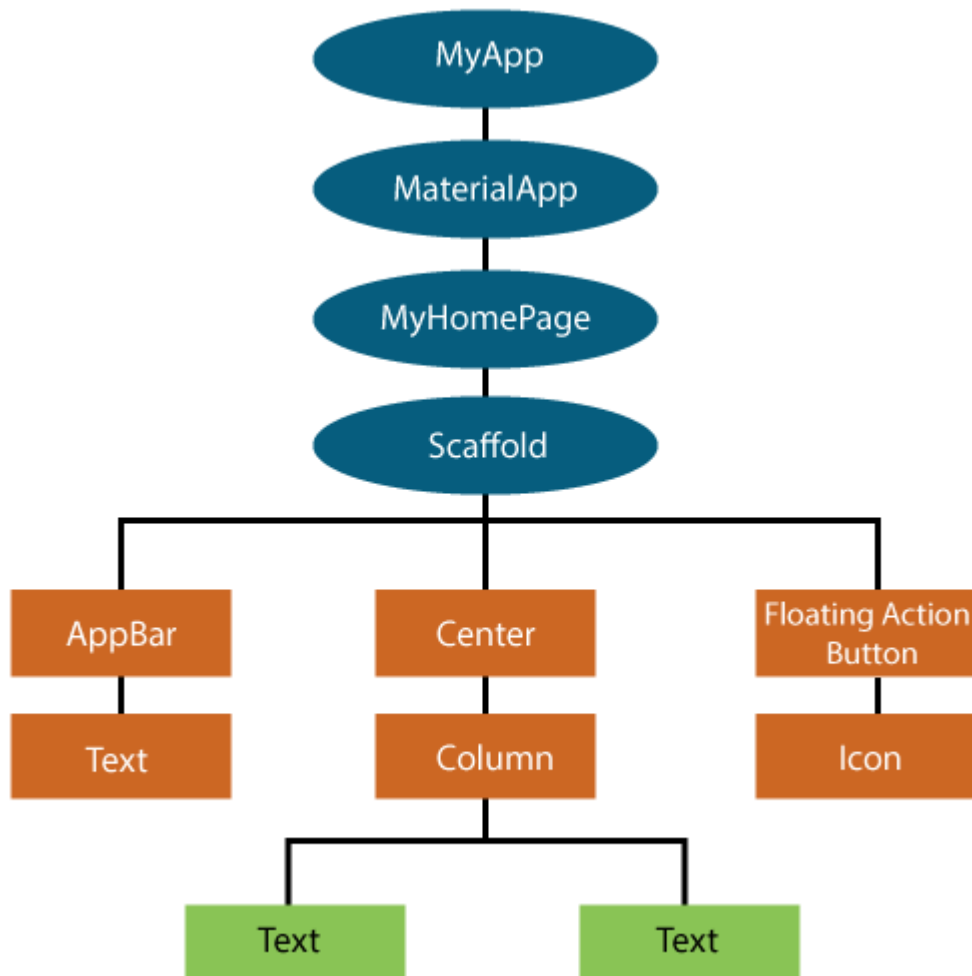 MyApp
MaterialApp
MyHomePage
Scaffold
AppBar
Center
Floating Action
Button
Text
Column
Icon
Text
Text